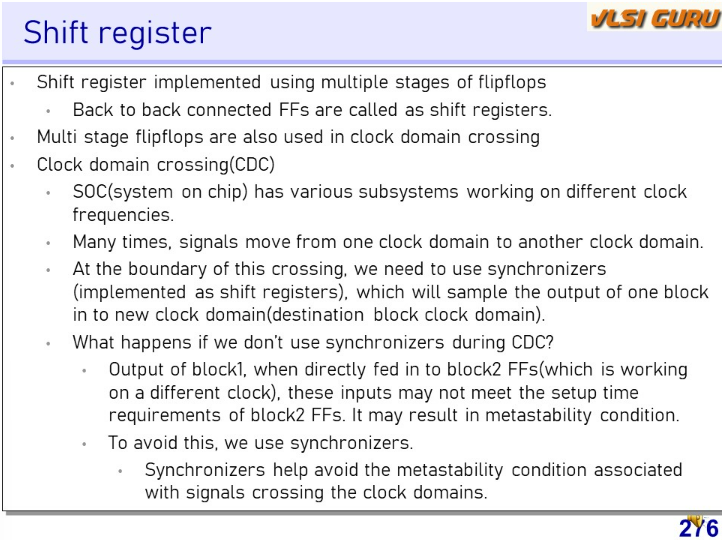 Shift register
VLSI GURU
• Shift register implemented using multiple stages of flipflops
• Back to back connected FFs are called as shift registers.
• Multi stage flipflops are also used in clock domain crossing
• Clock domain crossing(CDC)
• SOC(system on chip) has various subsystems working on different clock
frequencies.
• Many times, signals move from one clock domain to another clock domain.
• At the boundary of this crossing, we need to use synchronizers
(implemented as shift registers), which will sample the output of one block
in to new clock domain(destination block clock domain).
• What happens if we don't use synchronizers during CDC?
• Output of block1, when directly fed in to block2 FFs(which is working
on a different clock), these inputs may not meet the setup time
requirements of block2 FFs. It may result in metastability condition.
• To avoid this, we use synchronizers.
• Synchronizers help avoid the metastability condition associated
with signals crossing the clock domains.